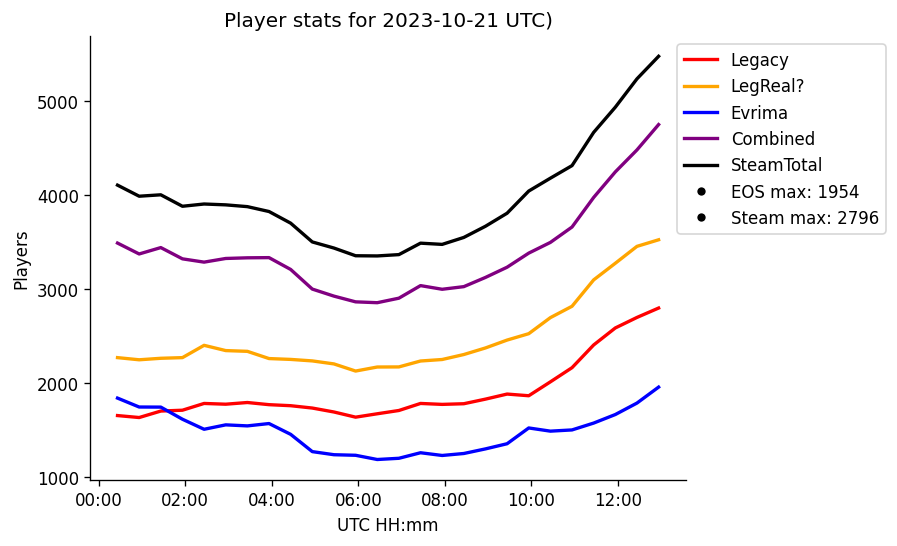 Player stats for 2023-10-21 UTC)
Legacy
LegReal?
Evrima
Combined
SteamTotal
EOS max: 1954
Steam max: 2796
Players
5000
4000
3000
2000
1000
00:00 02:00 04:00 06:00 08:00 10:00 12:00
UTC HH:mm